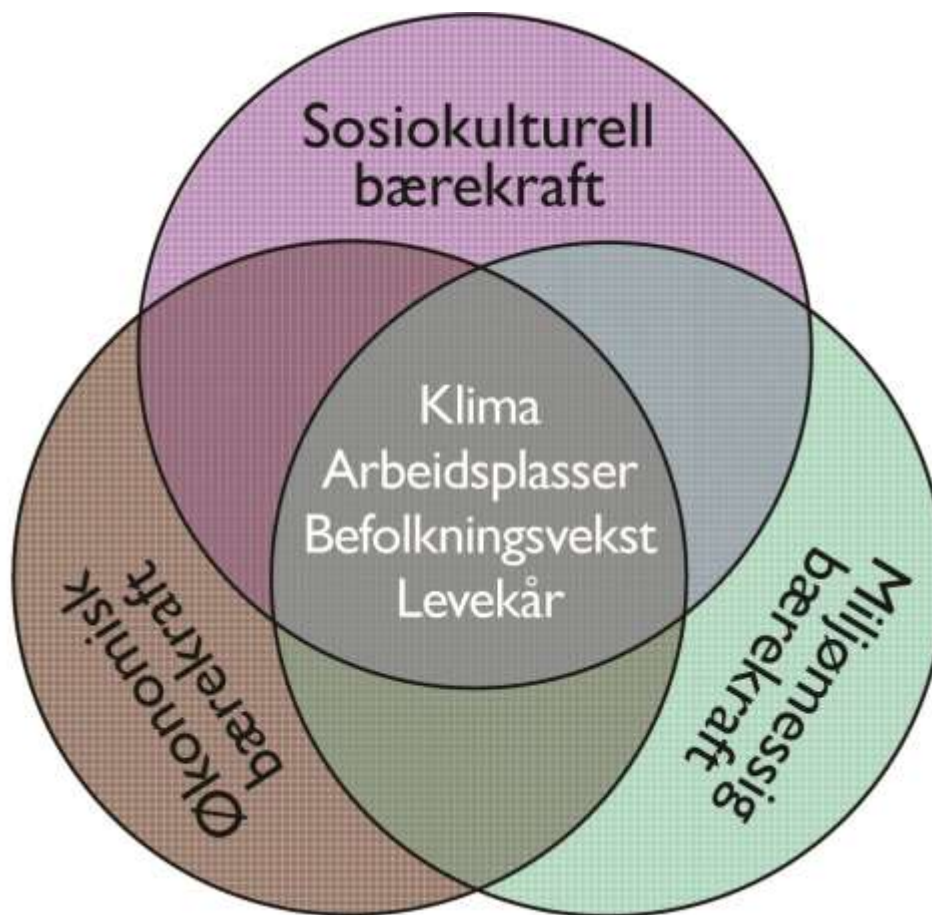 Sosiokulturell
bærekraft
Klima
Arbeidsplasser
Befolkningsvekst
Levekår
Økonomisk
bærekraft
Miljømessig
bærekraft